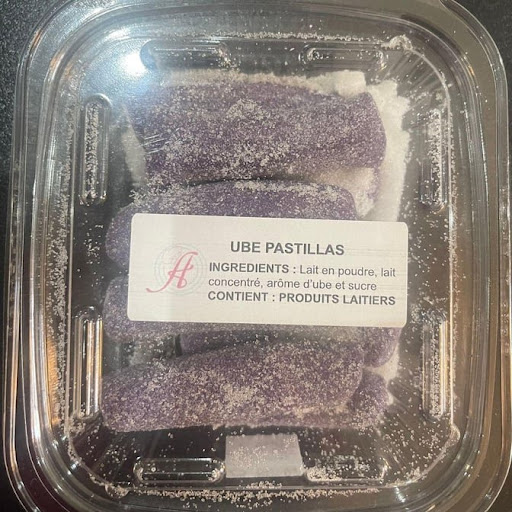 A
UBE PASTILLAS
INGREDIENTS : Lait en poudre, lait
concentré, arôme d'ube et sucre
CONTIENT : PRODUITS LAITIERS